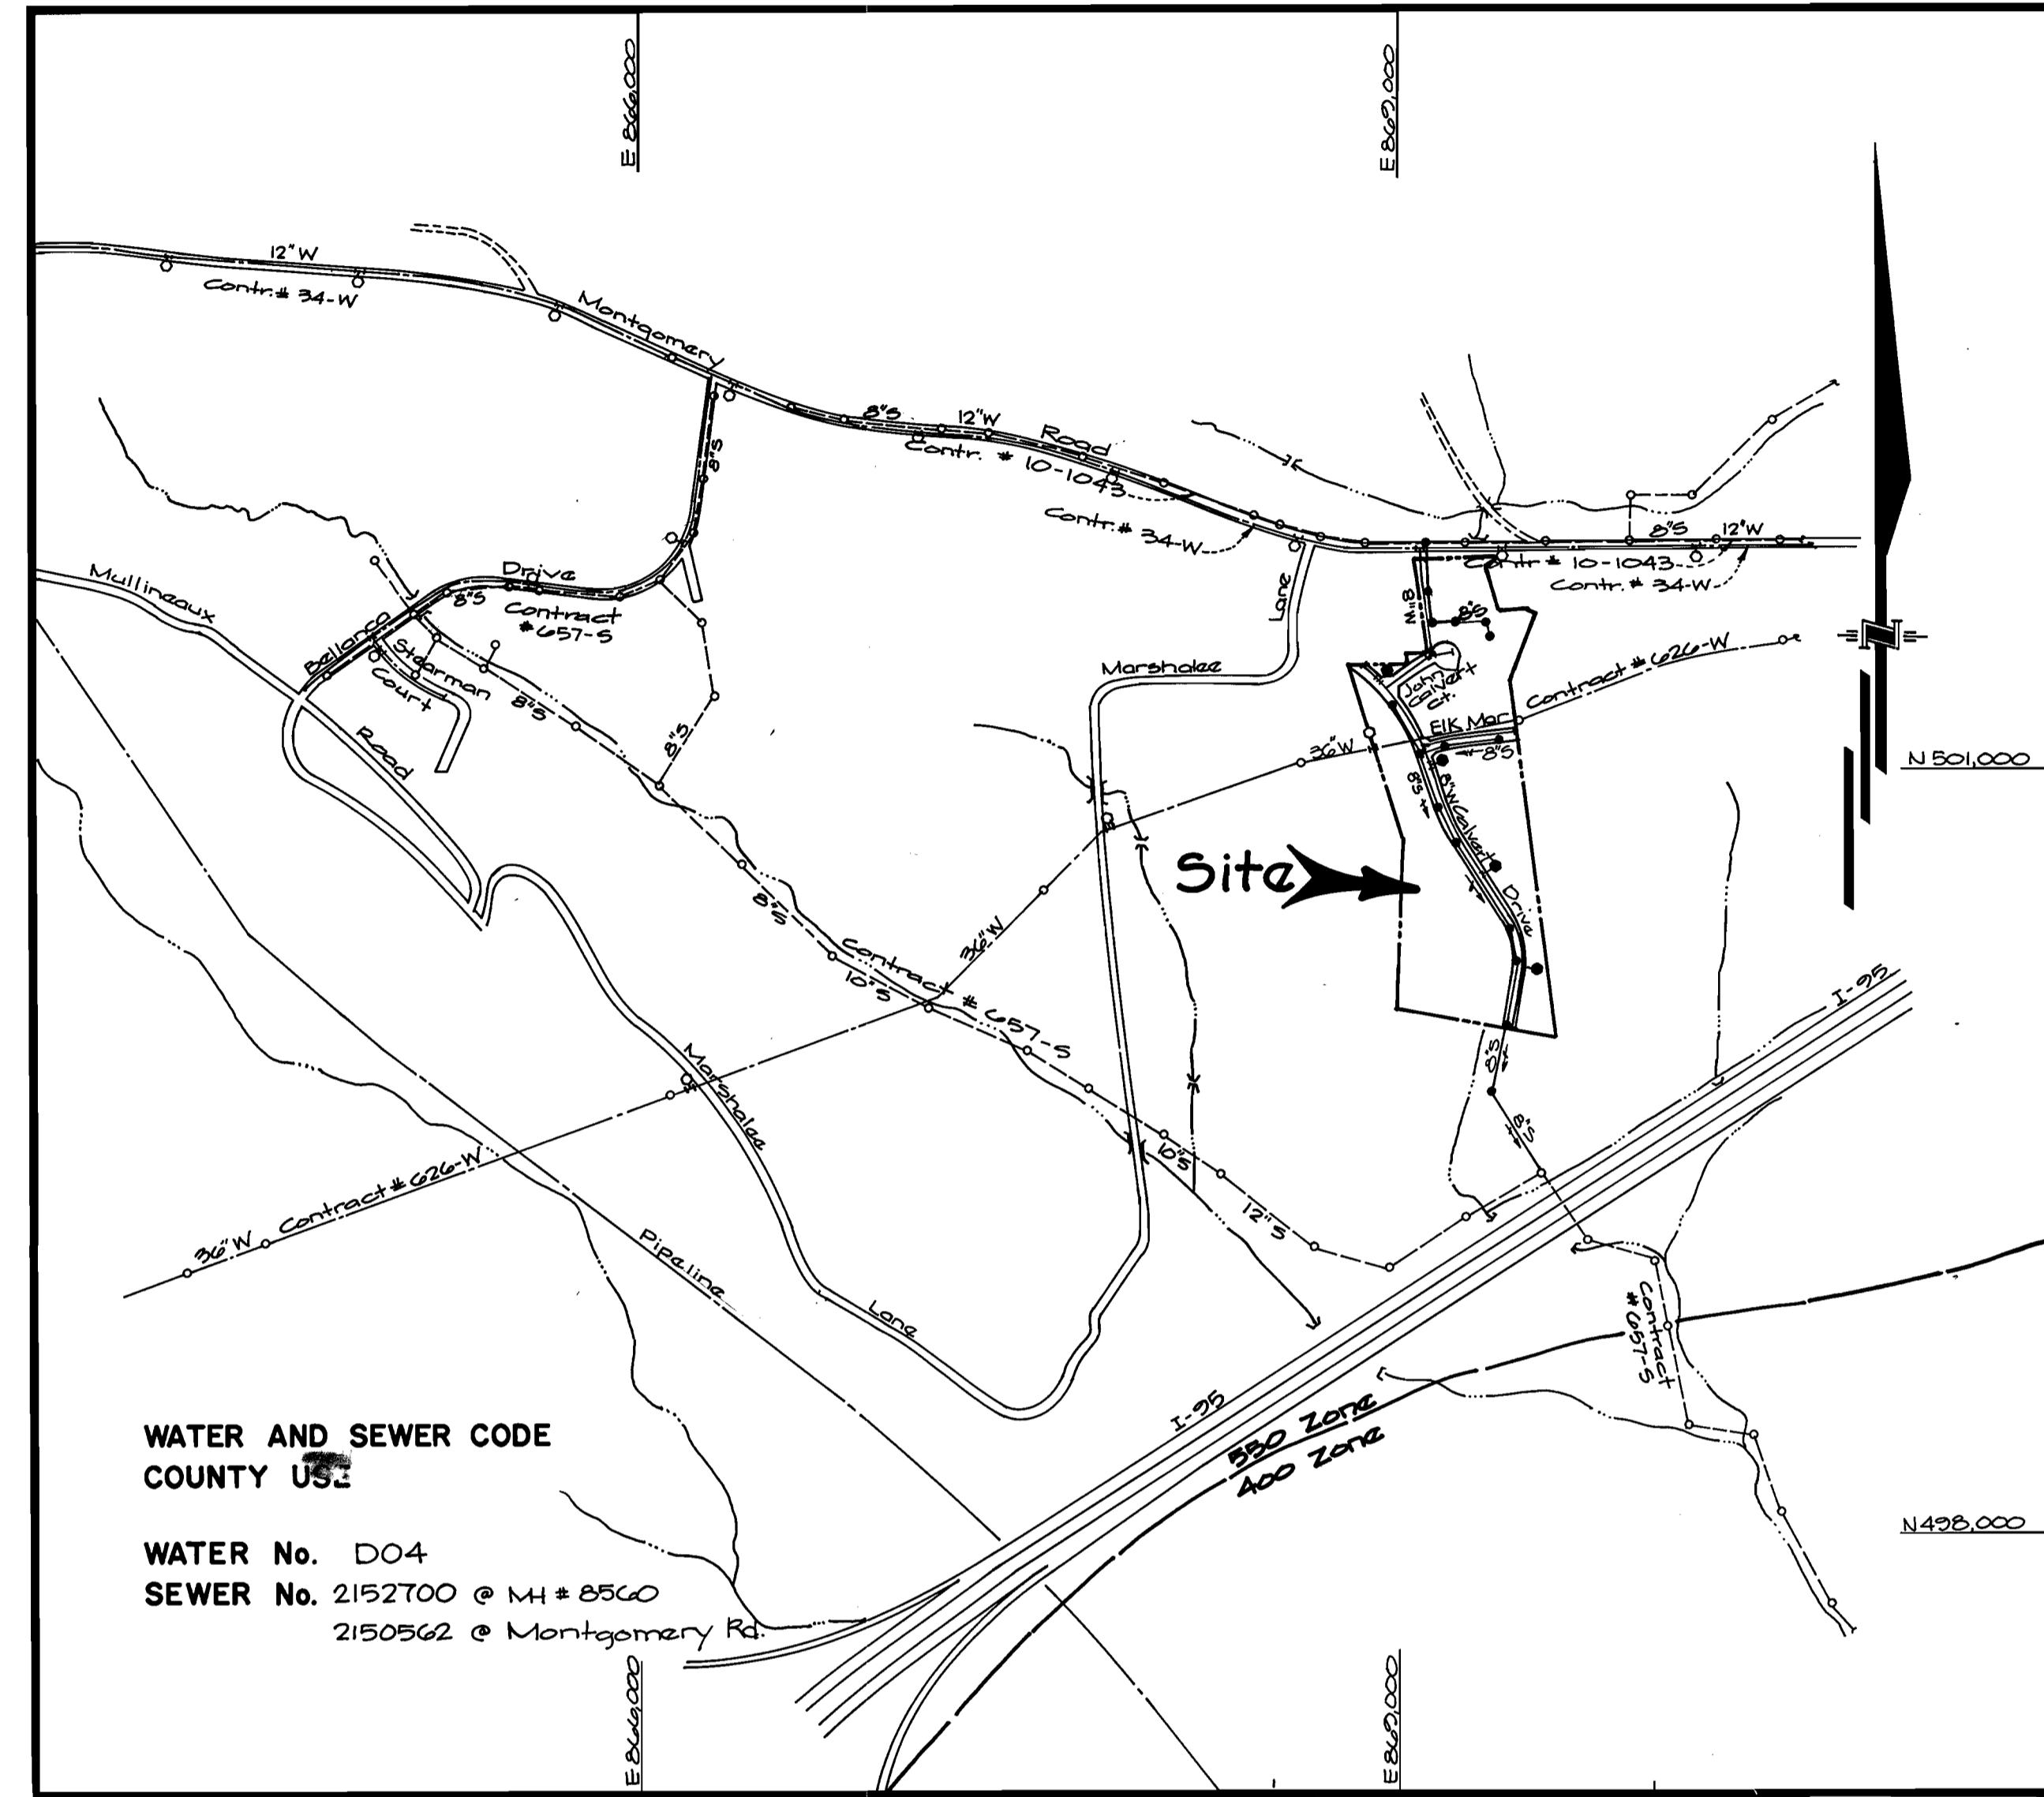 E 866,000
E 869,000
12"W
Contr.# 34-W
Montgomery
8"S
12"W
Road
Contr. # 10-1043
Contr.# 34-W
8"S
12"W
Contr # 10-1043
Contr.# 34-W
8"S
Mullineaux
Drive
8"S
Contract
#657-S
Bellanca
Stearman
Court
8"S
8"S
Road
Lane
Marshalee
8"W
8"S
John
Calvert
Ct.
Elk Mar
Contract # 626-W
36"W
8"S
8"S
8"W
Calvert
Drive
N 501,000
Site
8"S
Contract # 657-S
10"S
36"W
I-95
8"S
8"S
Marshalee
10"S
12"S
36"W Contract # 626-W
Pipeline
Lane
Contract
# 657-S
I-95
550 Zone
400 Zone
WATER AND SEWER CODE
COUNTY USE
WATER No. D04
SEWER No. 2152700 @ MH # 8560
2150562 @ Montgomery Rd.
N498,000
E 866,000
E 869,000